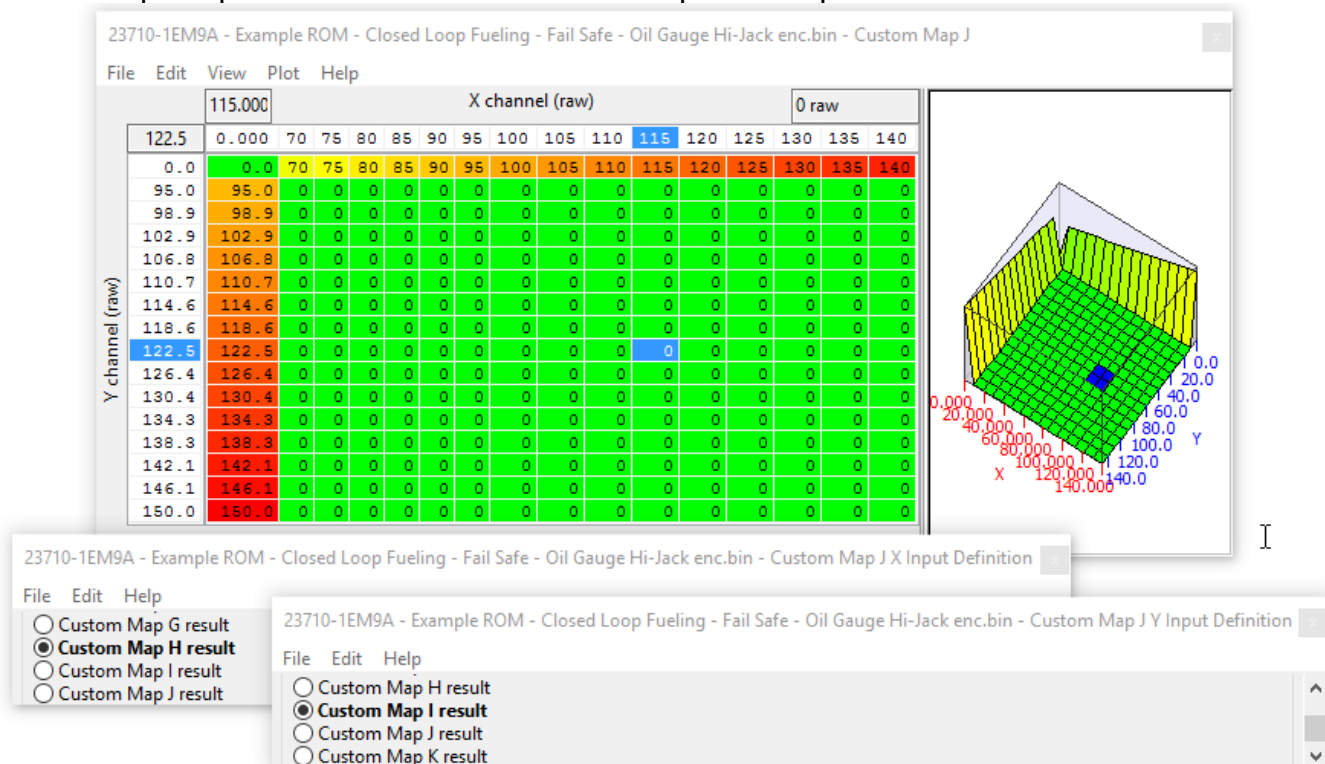 23710-1EM9A - Example ROM - Closed Loop Fueling - Fail Safe - Oil Gauge Hi-Jack enc.bin - Custom Map J
x
File Edit View Plot Help
115.000 X channel (raw) 0 raw
122.5 0.000 70 75 80 85 90 95 100 105 110 115 120 125 130 135 140
0.0 0.0 70 75 80 85 90 95 100 105 110 115 120 125 130 135 140
95.0 95.0 0 0 0 0 0 0 0 0 0 0 0 0 0 0 0
98.9 98.9 0 0 0 0 0 0 0 0 0 0 0 0 0 0 0
102.9 102.9 0 0 0 0 0 0 0 0 0 0 0 0 0 0 0
106.8 106.8 0 0 0 0 0 0 0 0 0 0 0 0 0 0 0
110.7 110.7 0 0 0 0 0 0 0 0 0 0 0 0 0 0 0
114.6 114.6 0 0 0 0 0 0 0 0 0 0 0 0 0 0 0
118.6 118.6 0 0 0 0 0 0 0 0 0 0 0 0 0 0 0
122.5 122.5 0 0 0 0 0 0 0 0 0 0 0 0 0 0 0
126.4 126.4 0 0 0 0 0 0 0 0 0 0 0 0 0 0 0
130.4 130.4 0 0 0 0 0 0 0 0 0 0 0 0 0 0 0
134.3 134.3 0 0 0 0 0 0 0 0 0 0 0 0 0 0 0
138.3 138.3 0 0 0 0 0 0 0 0 0 0 0 0 0 0 0
142.1 142.1 0 0 0 0 0 0 0 0 0 0 0 0 0 0 0
146.1 146.1 0 0 0 0 0 0 0 0 0 0 0 0 0 0 0
150.0 150.0 0 0 0 0 0 0 0 0 0 0 0 0 0 0 0
Y channel (raw)
20.000
40.000
60.000
80.000
100.000
120.000
140.000
X
0.0
20.0
40.0
60.0
80.0
100.0
120.0
140.0
Y
23710-1EM9A - Example ROM - Closed Loop Fueling - Fail Safe - Oil Gauge Hi-Jack enc.bin - Custom Map J X Input Definition
x
File Edit Help
Custom Map G result
Custom Map H result
Custom Map I result
Custom Map J result
23710-1EM9A - Example ROM - Closed Loop Fueling - Fail Safe - Oil Gauge Hi-Jack enc.bin - Custom Map J Y Input Definition
x
File Edit Help
Custom Map H result
Custom Map I result
Custom Map J result
Custom Map K result